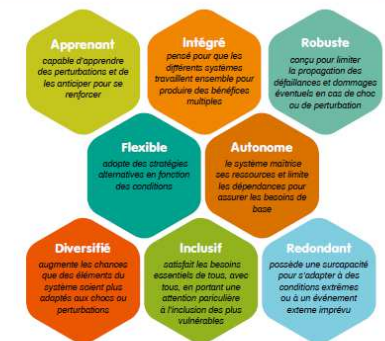 Apprenant
capable d'apprendre
des perturbations et de
les anticiper pour se
renforcer
Intégré
pensé pour que les
différents systèmes
travaillent ensemble pour
produire des bénéfices
multiples
Robuste
conçu pour limiter
la propagation des
défaillances et dommages
éventuels en cas de choc
ou de perturbation
Flexible
adopte des stratégies
alternatives en fonction
des conditions
Autonome
le système maîtrise
ses ressources et limite
les dépendances pour
assurer les besoins de
base
Diversifié
augmente les chances
que des éléments du
système soient plus
adaptés aux chocs ou
perturbations
Inclusif
satisfait les besoins
essentiels de tous, avec
tous, en portant une
attention pariculière
à l'inclusion des plus
vulnérables
Redondant
possède une surcapacité
pour s'adapter à des
conditions extrêmes
ou à un événement
externe imprévu